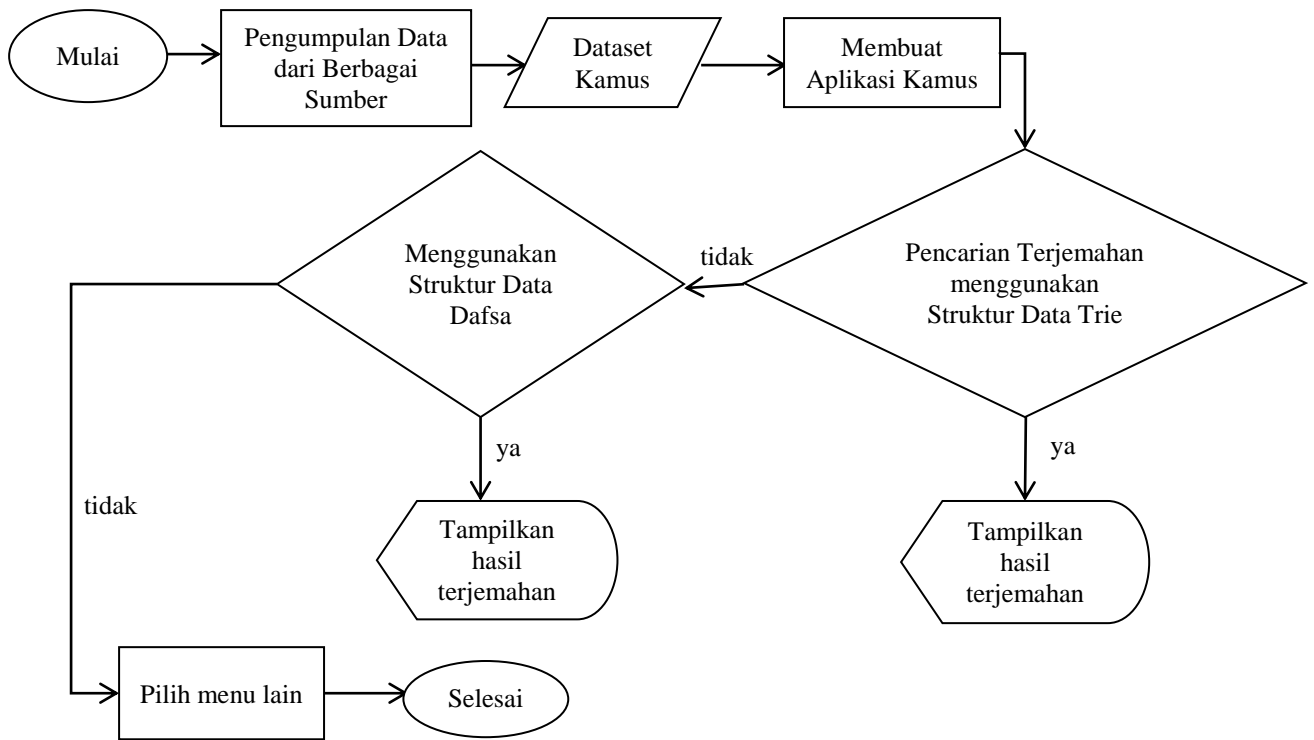 Mulai
Pengumpulan Data
dari Berbagai
Sumber
Dataset
Kamus
Membuat
Aplikasi Kamus
Pencarian Terjemahan
menggunakan
Struktur Data Trie
tidak
Menggunakan
Struktur Data
Dafsa
ya
ya
tidak
Tampilkan
hasil
terjemahan
Tampilkan
hasil
terjemahan
Pilih menu lain
Selesai